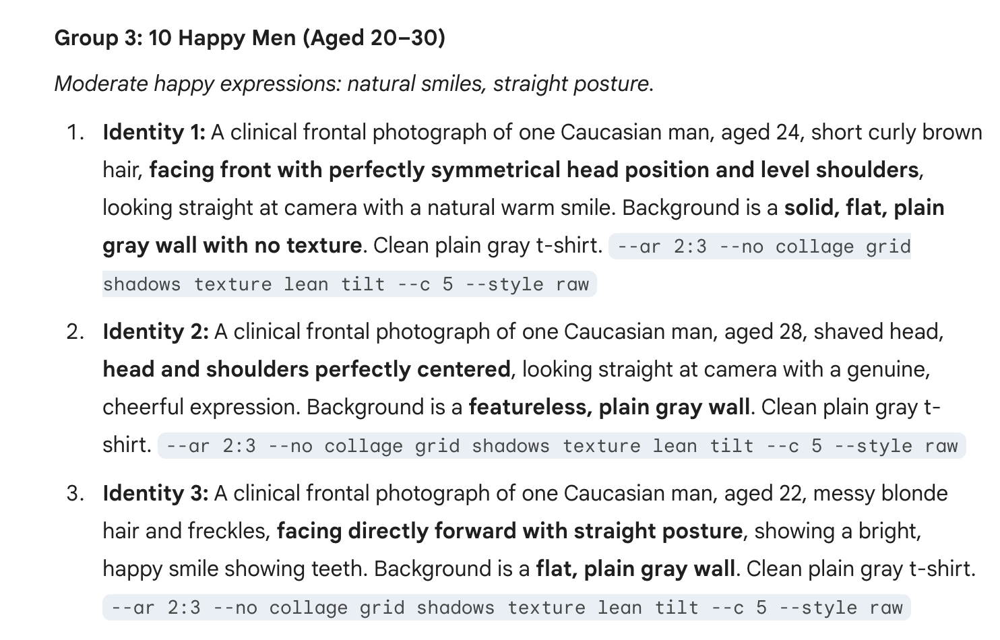 Group 3: 10 Happy Men (Aged 20–30)
Moderate happy expressions: natural smiles, straight posture.
1. Identity 1: A clinical frontal photograph of one Caucasian man, aged 24, short curly brown
hair, facing front with perfectly symmetrical head position and level shoulders,
looking straight at camera with a natural warm smile. Background is a solid, flat, plain
gray wall with no texture. Clean plain gray t-shirt. --ar 2:3 --no collage grid
shadows texture lean tilt --c 5 --style raw
2. Identity 2: A clinical frontal photograph of one Caucasian man, aged 28, shaved head,
head and shoulders perfectly centered, looking straight at camera with a genuine,
cheerful expression. Background is a featureless, plain gray wall. Clean plain gray t-
shirt. --ar 2:3 --no collage grid shadows texture lean tilt --c 5 --style raw
3. Identity 3: A clinical frontal photograph of one Caucasian man, aged 22, messy blonde
hair and freckles, facing directly forward with straight posture, showing a bright,
happy smile showing teeth. Background is a flat, plain gray wall. Clean plain gray t-shirt.
--ar 2:3 --no collage grid shadows texture lean tilt --c 5 --style raw